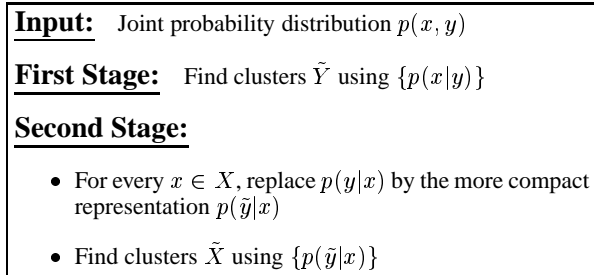 Input: Joint probability distribution p(x, y)
First Stage: Find clusters Ỹ using {p(x|y)}
Second Stage:
• For every x ∈ X, replace p(y|x) by the more compact
representation p(ỹ|x)
• Find clusters X̃ using {p(ỹ|x)}